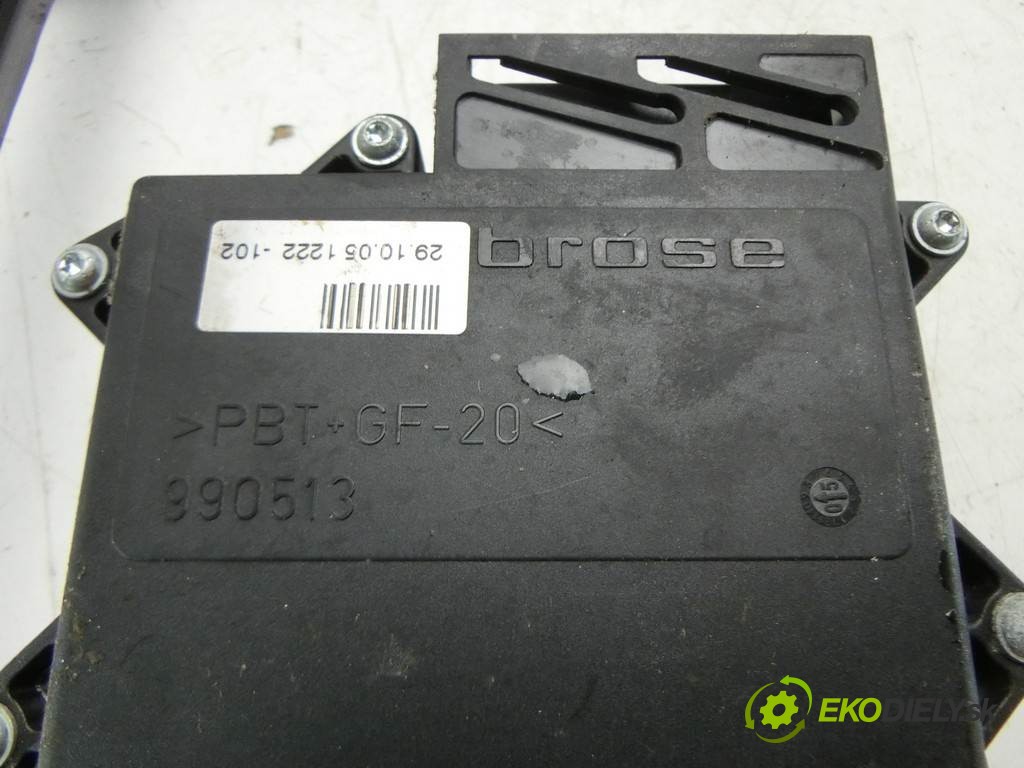 brose
29.10.05 1222 -102
>PBT+GF-20<
990513
EKODIELY.sk